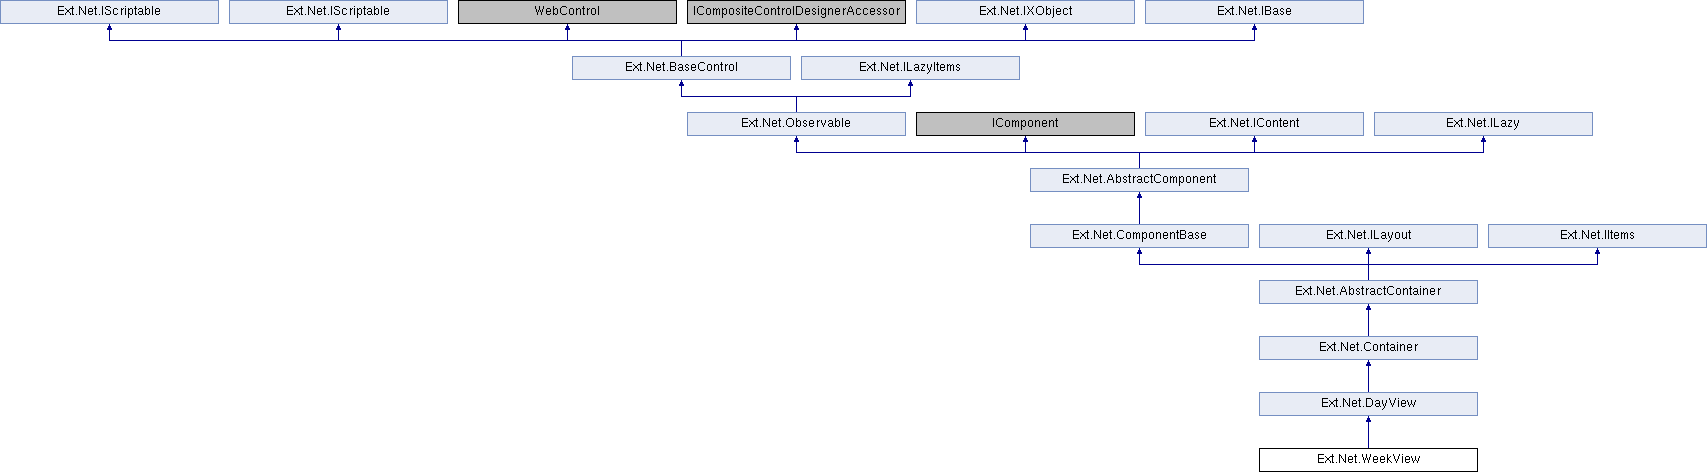 Ext.Net.IScriptable
Ext.Net.IScriptable
WebControl
ICompositeControlDesignerAccessor
Ext.Net.IXObject
Ext.Net.IBase
Ext.Net.BaseControl
Ext.Net.ILazyItems
Ext.Net.Observable
IComponent
Ext.Net.IContent
Ext.Net.ILazy
Ext.Net.AbstractComponent
Ext.Net.ComponentBase
Ext.Net.ILayout
Ext.Net.IItems
Ext.Net.AbstractContainer
Ext.Net.Container
Ext.Net.DayView
Ext.Net.WeekView